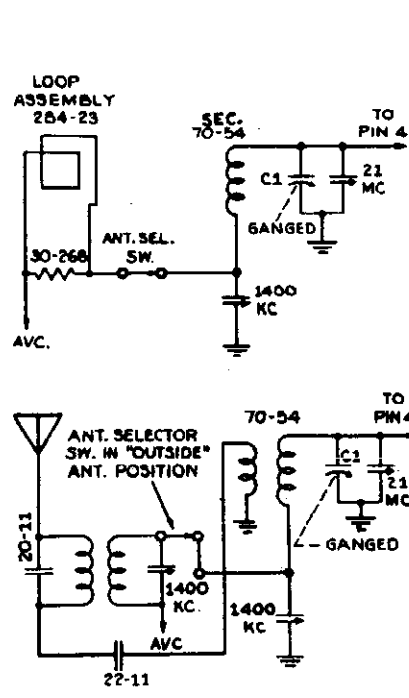 LOOP
ASSEMBLY
284-23
SEC.
70-54
TO
PIN 4
C1
21
MC
GANGED
30-268
ANT. SEL.
SW.
1400
KC
AVC.
ANT. SELECTOR
SW. IN "OUTSIDE"
ANT. POSITION
70-54
TO
PIN 4
C1
21
MC
GANGED
20-11
1400
KC.
1400
KC
AVC
22-11